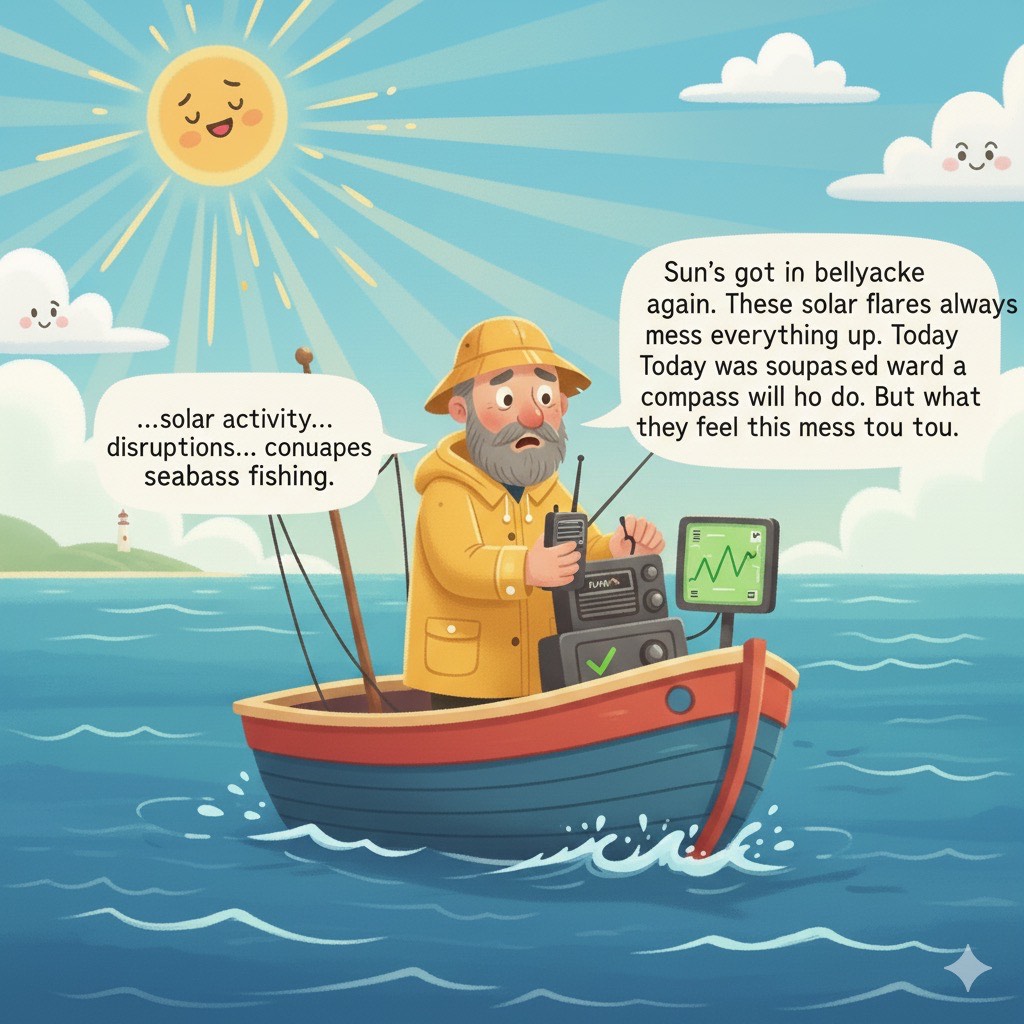 ...solar activity...
disruptions... conuapes
seabass fishing.
Sun's got in bellyacke
again. These solar flares always
mess everything up. Today
Today was soupased ward a
compass will ho do. But what
they feel this mess tou tou.